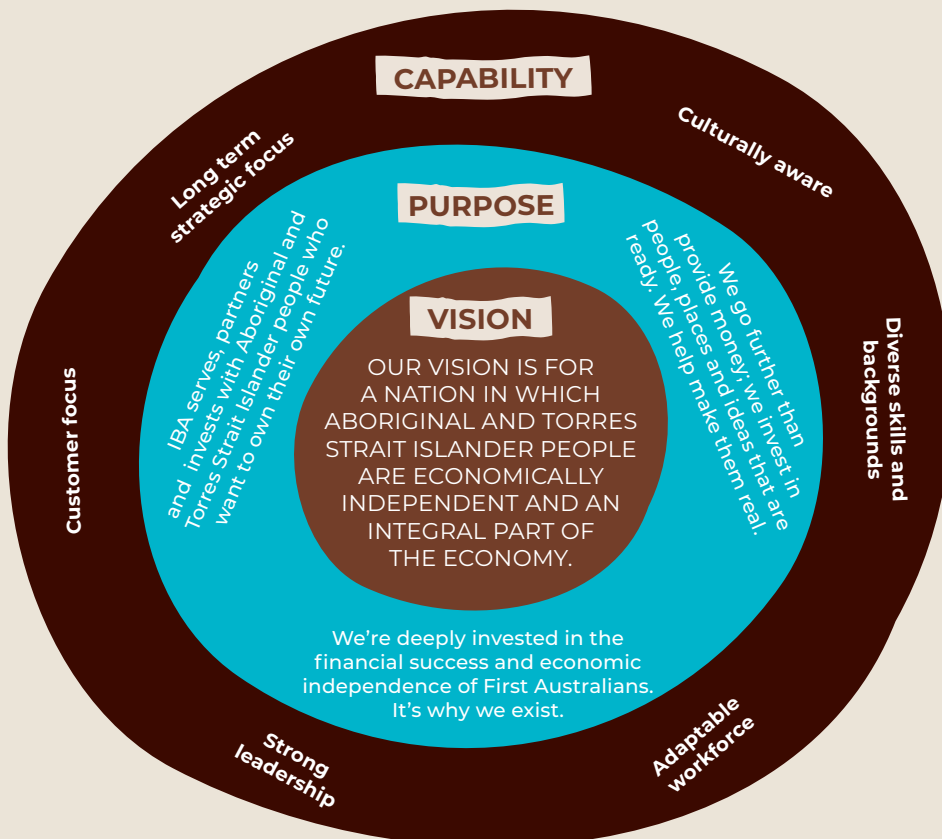 CAPABILITY
Long term
strategic focus
Culturally aware
Customer focus
Diverse skills and
backgrounds
Strong
leadership
Adaptable
workforce
PURPOSE
IBA serves, partners
and invests with Aboriginal and
Torres Strait Islander people who
want to own their own future.
We go further than
provide money; we invest in
people, places and ideas that are
ready. We help make them real.
We’re deeply invested in the
financial success and economic
independence of First Australians.
It’s why we exist.
VISION
OUR VISION IS FOR
A NATION IN WHICH
ABORIGINAL AND TORRES
STRAIT ISLANDER PEOPLE
ARE ECONOMICALLY
INDEPENDENT AND AN
INTEGRAL PART OF
THE ECONOMY.